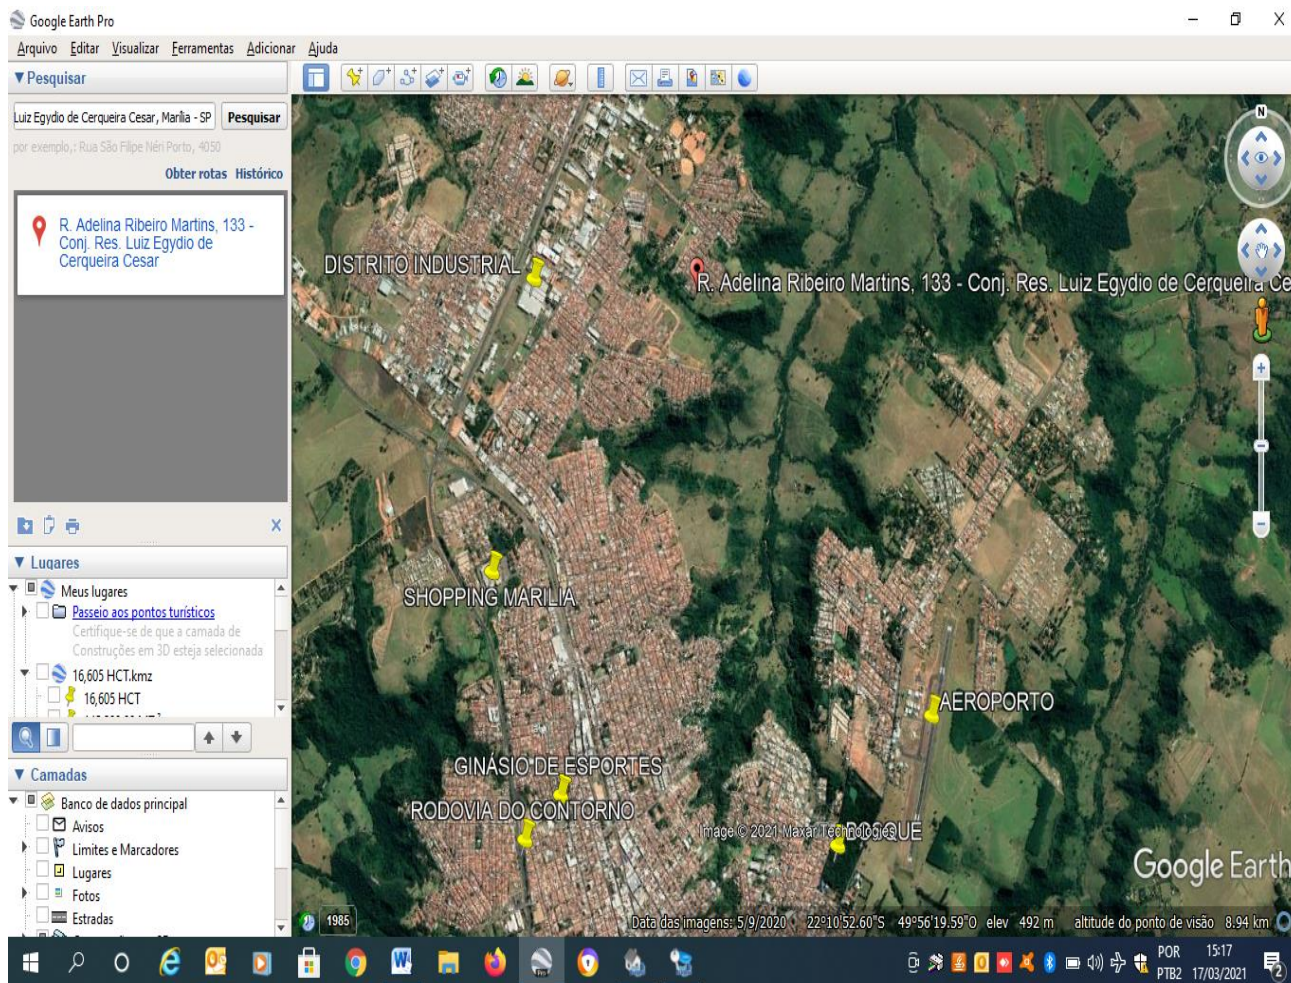 Google Earth Pro
Arquivo Editar Visualizar Ferramentas Adicionar Ajuda
Pesquisar
Luiz Egydio de Cerqueira Cesar, Marília - SP Pesquisar
por exemplo,: Rua São Filipe Néri Porto, 4050
Obter rotas Histórico
R. Adelina Ribeiro Martins, 133 -
Conj. Res. Luiz Egydio de
Cerqueira Cesar
Lugares
Meus lugares
Passeio aos pontos turísticos
Certifique-se de que a camada de
Construções em 3D esteja selecionada
16,605 HCT.kmz
16,605 HCT
Camadas
Banco de dados principal
Avisos
Limites e Marcadores
Lugares
Fotos
Estradas
N
DISTRITO INDUSTRIAL
R. Adelina Ribeiro Martins, 133 - Conj. Res. Luiz Egydio de Cerqueira Ce
SHOPPING MARILIA
AEROPORTO
GINÁSIO DE ESPORTES
RODOVIA DO CONTORNO
BOSQUE
Image © 2021 Maxar Technologies
Google Earth
1985
Data das imagens: 5/9/2020 22°10'52.60"S 49°56'19.59"O elev 492 m altitude do ponto de visão 8.94 km
POR 15:17
PTB2 17/03/2021
2